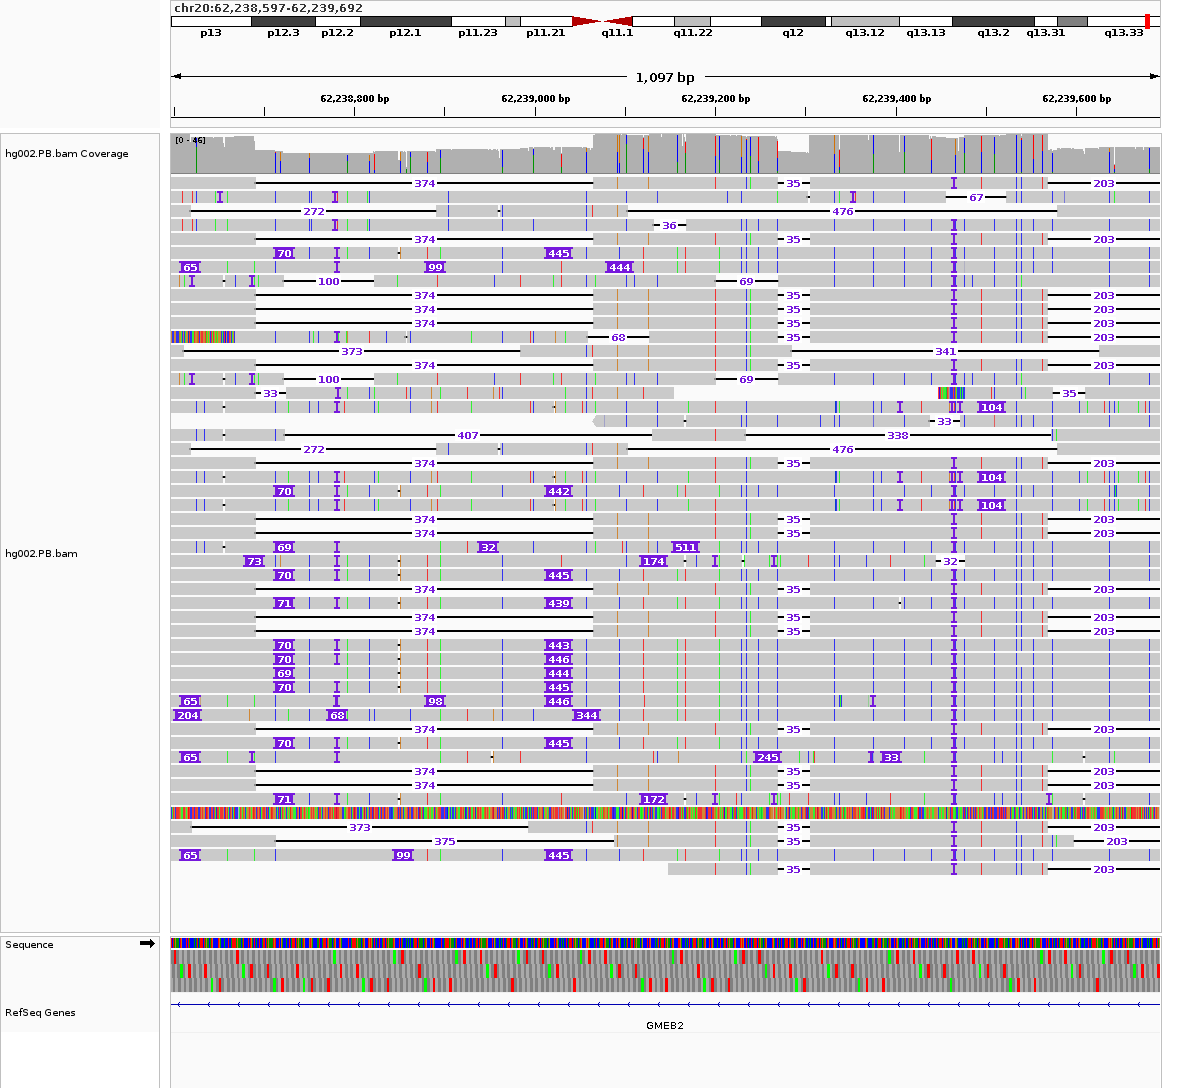 chr20:62,238,597-62,239,692
p13 p12.3 p12.2 p12.1 p11.23 p11.21 q11.1 q11.22 q12 q13.12 q13.13 q13.2 q13.31 q13.33
1,097 bp
62,238,800 bp 62,239,000 bp 62,239,200 bp 62,239,400 bp 62,239,600 bp
hg002.PB.bam Coverage
[0 - 46]
374 35 203
67
272 476
36
374 35 203
70 445
65 99 444
100 69
374 35 203
374 35 203
374 35 203
68 35 203
373 341
374 35 203
100 69
33 35
104
33
407 338
272 476
374 35 203
104
70 442
104
374 35 203
374 35 203
69 32 511
hg002.PB.bam
73 174 32
70 445
374 35 203
71 439
374 35 203
374 35 203
70 443
70 446
69 444
70 445
65 98 446
204 68 344
374 35 203
70 445
65 245 33
374 35 203
374 35 203
71 172
373 35 203
375 35 203
65 99 445
35 203
Sequence
RefSeq Genes
GMEB2